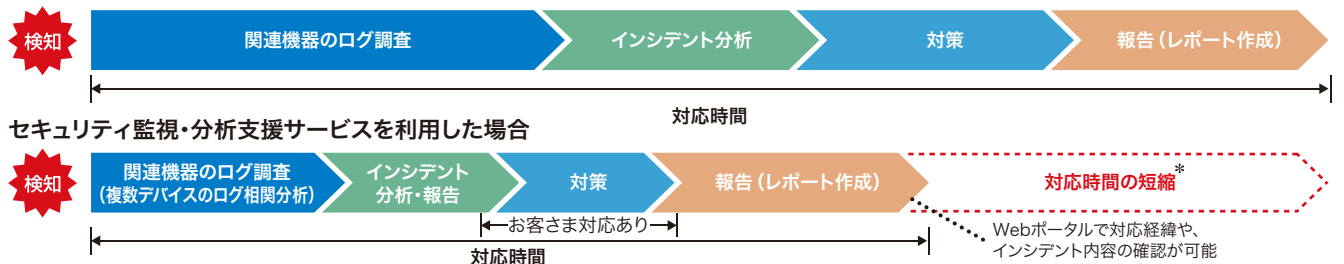 検知
関連機器のログ調査
インシデント分析
対策
報告（レポート作成）
対応時間
セキュリティ監視・分析支援サービスを利用した場合
検知
関連機器のログ調査
（複数デバイスのログ相関分析）
インシデント
分析・報告
対策
報告（レポート作成）
対応時間の短縮*
お客さま対応あり
Webポータルで対応経緯や、
インシデント内容の確認が可能
対応時間